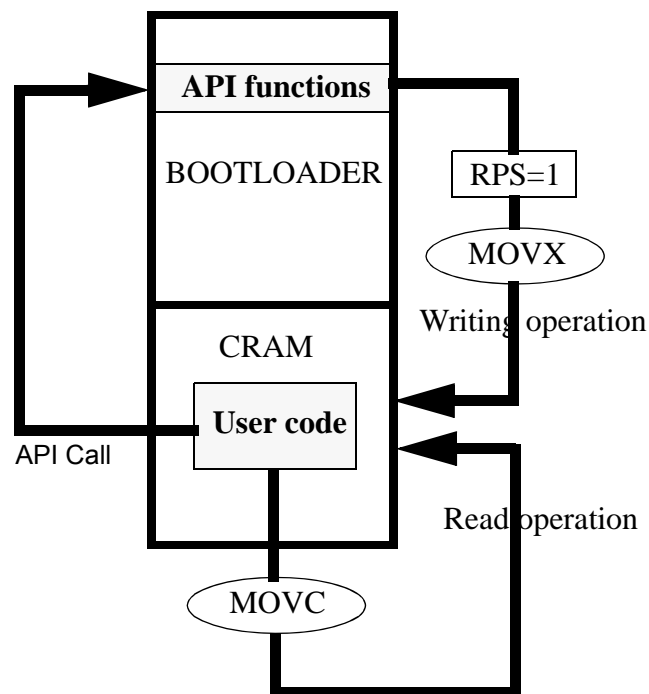 API functions
BOOTLOADER
RPS=1
MOVX
Writing operation
CRAM
User code
API Call
Read operation
MOVC